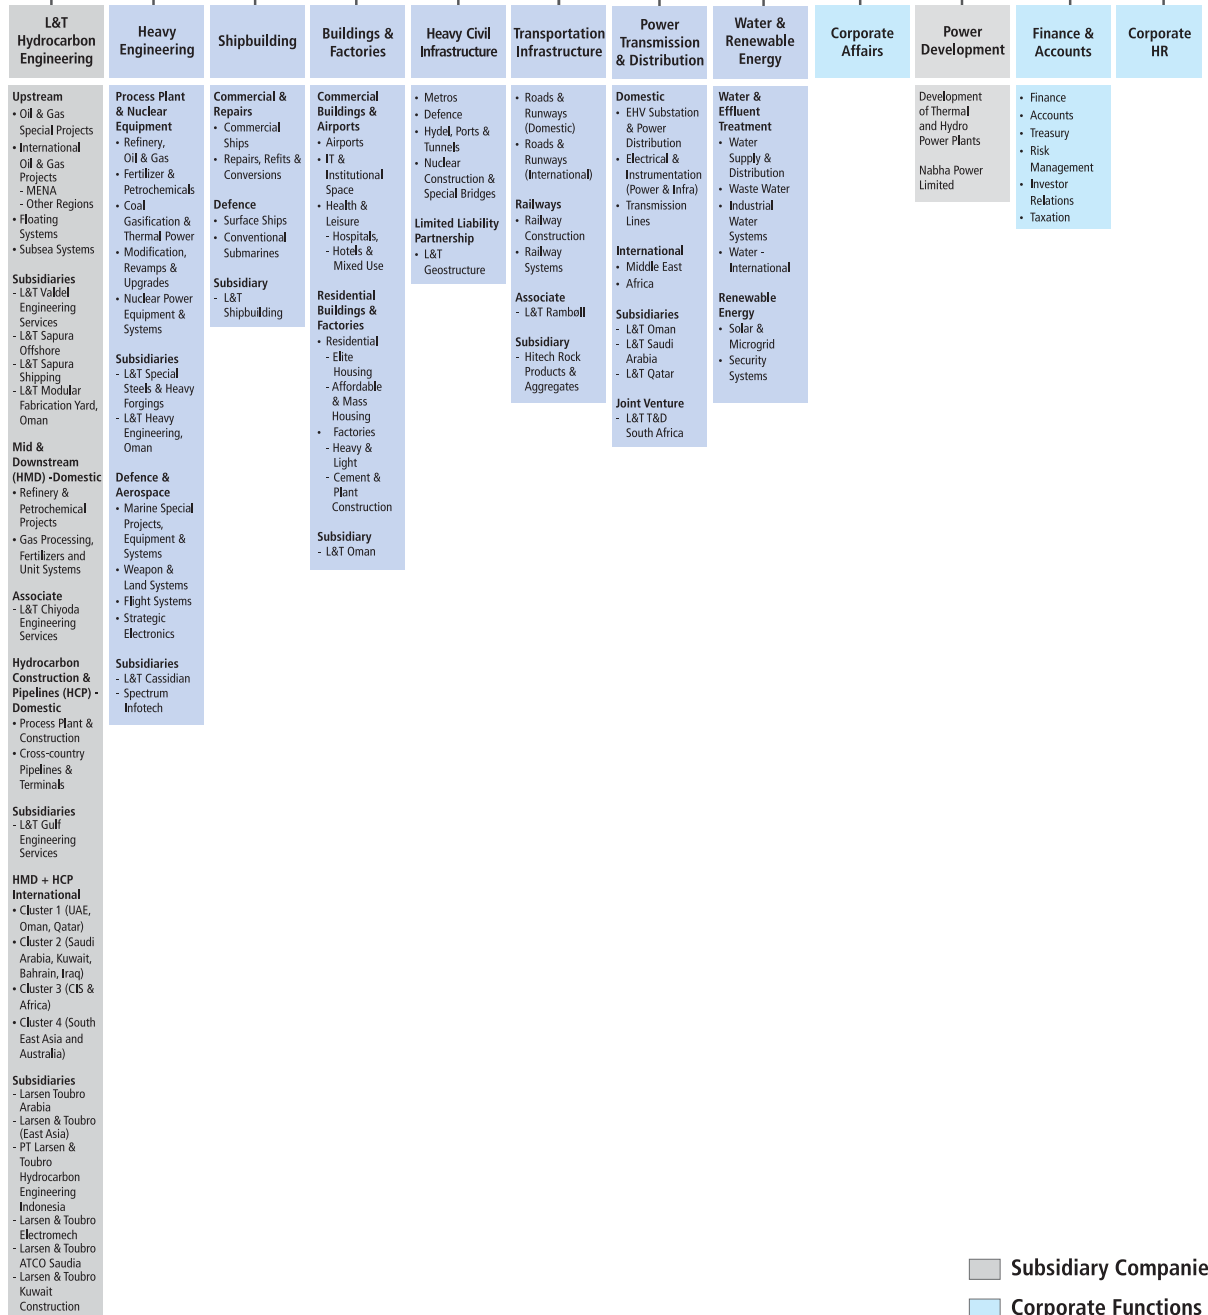 L&T
Hydrocarbon
Engineering
Upstream
• Oil & Gas
Special Projects
• International
Oil & Gas
Projects
- MENA
- Other Regions
• Floating
Systems
• Subsea Systems
Subsidiaries
- L&T Valdel
Engineering
Services
- L&T Sapura
Offshore
- L&T Sapura
Shipping
- L&T Modular
Fabrication Yard,
Oman
Mid &
Downstream
(HMD) -Domestic
• Refinery &
Petrochemical
Projects
• Gas Processing,
Fertilizers and
Unit Systems
Associate
- L&T Chiyoda
Engineering
Services
Hydrocarbon
Construction &
Pipelines (HCP) -
Domestic
• Process Plant &
Construction
• Cross-country
Pipelines &
Terminals
Subsidiaries
- L&T Gulf
Engineering
Services
HMD + HCP
International
• Cluster 1 (UAE,
Oman, Qatar)
• Cluster 2 (Saudi
Arabia, Kuwait,
Bahrain, Iraq)
• Cluster 3 (CIS &
Africa)
• Cluster 4 (South
East Asia and
Australia)
Subsidiaries
- Larsen Toubro
Arabia
- Larsen & Toubro
(East Asia)
- PT Larsen &
Toubro
Hydrocarbon
Engineering
Indonesia
- Larsen & Toubro
Electromech
- Larsen & Toubro
ATCO Saudia
- Larsen & Toubro
Kuwait
Construction
Heavy
Engineering
Process Plant
& Nuclear
Equipment
• Refinery,
Oil & Gas
• Fertilizer &
Petrochemicals
• Coal
Gasification &
Thermal Power
• Modification,
Revamps &
Upgrades
• Nuclear Power
Equipment &
Systems
Subsidiaries
- L&T Special
Steels & Heavy
Forgings
- L&T Heavy
Engineering,
Oman
Defence &
Aerospace
• Marine Special
Projects,
Equipment &
Systems
• Weapon &
Land Systems
• Flight Systems
• Strategic
Electronics
Subsidiaries
- L&T Cassidian
- Spectrum
Infotech
Shipbuilding
Commercial &
Repairs
• Commercial
Ships
• Repairs, Refits &
Conversions
Defence
• Surface Ships
• Conventional
Submarines
Subsidiary
- L&T
Shipbuilding
Buildings &
Factories
Commercial
Buildings &
Airports
• Airports
• IT &
Institutional
Space
• Health &
Leisure
- Hospitals,
- Hotels &
Mixed Use
Residential
Buildings &
Factories
• Residential
- Elite
Housing
- Affordable
& Mass
Housing
• Factories
- Heavy &
Light
- Cement &
Plant
Construction
Subsidiary
- L&T Oman
Heavy Civil
Infrastructure
• Metros
• Defence
• Hydel, Ports &
Tunnels
• Nuclear
Construction &
Special Bridges
Limited Liability
Partnership
• L&T
Geostructure
Transportation
Infrastructure
• Roads &
Runways
(Domestic)
• Roads &
Runways
(International)
Railways
• Railway
Construction
• Railway
Systems
Associate
- L&T Rambøll
Subsidiary
- Hitech Rock
Products &
Aggregates
Power
Transmission
& Distribution
Domestic
• EHV Substation
& Power
Distribution
• Electrical &
Instrumentation
(Power & Infra)
• Transmission
Lines
International
• Middle East
• Africa
Subsidiaries
- L&T Oman
- L&T Saudi
Arabia
- L&T Qatar
Joint Venture
- L&T T&D
South Africa
Water &
Renewable
Energy
Water &
Effluent
Treatment
• Water
Supply &
Distribution
• Waste Water
• Industrial
Water
Systems
• Water -
International
Renewable
Energy
• Solar &
Microgrid
• Security
Systems
Corporate
Affairs
Power
Development
Development
of Thermal
and Hydro
Power Plants
Nabha Power
Limited
Finance &
Accounts
• Finance
• Accounts
• Treasury
• Risk
Management
• Investor
Relations
• Taxation
Corporate
HR
Subsidiary Companie
Corporate Functions